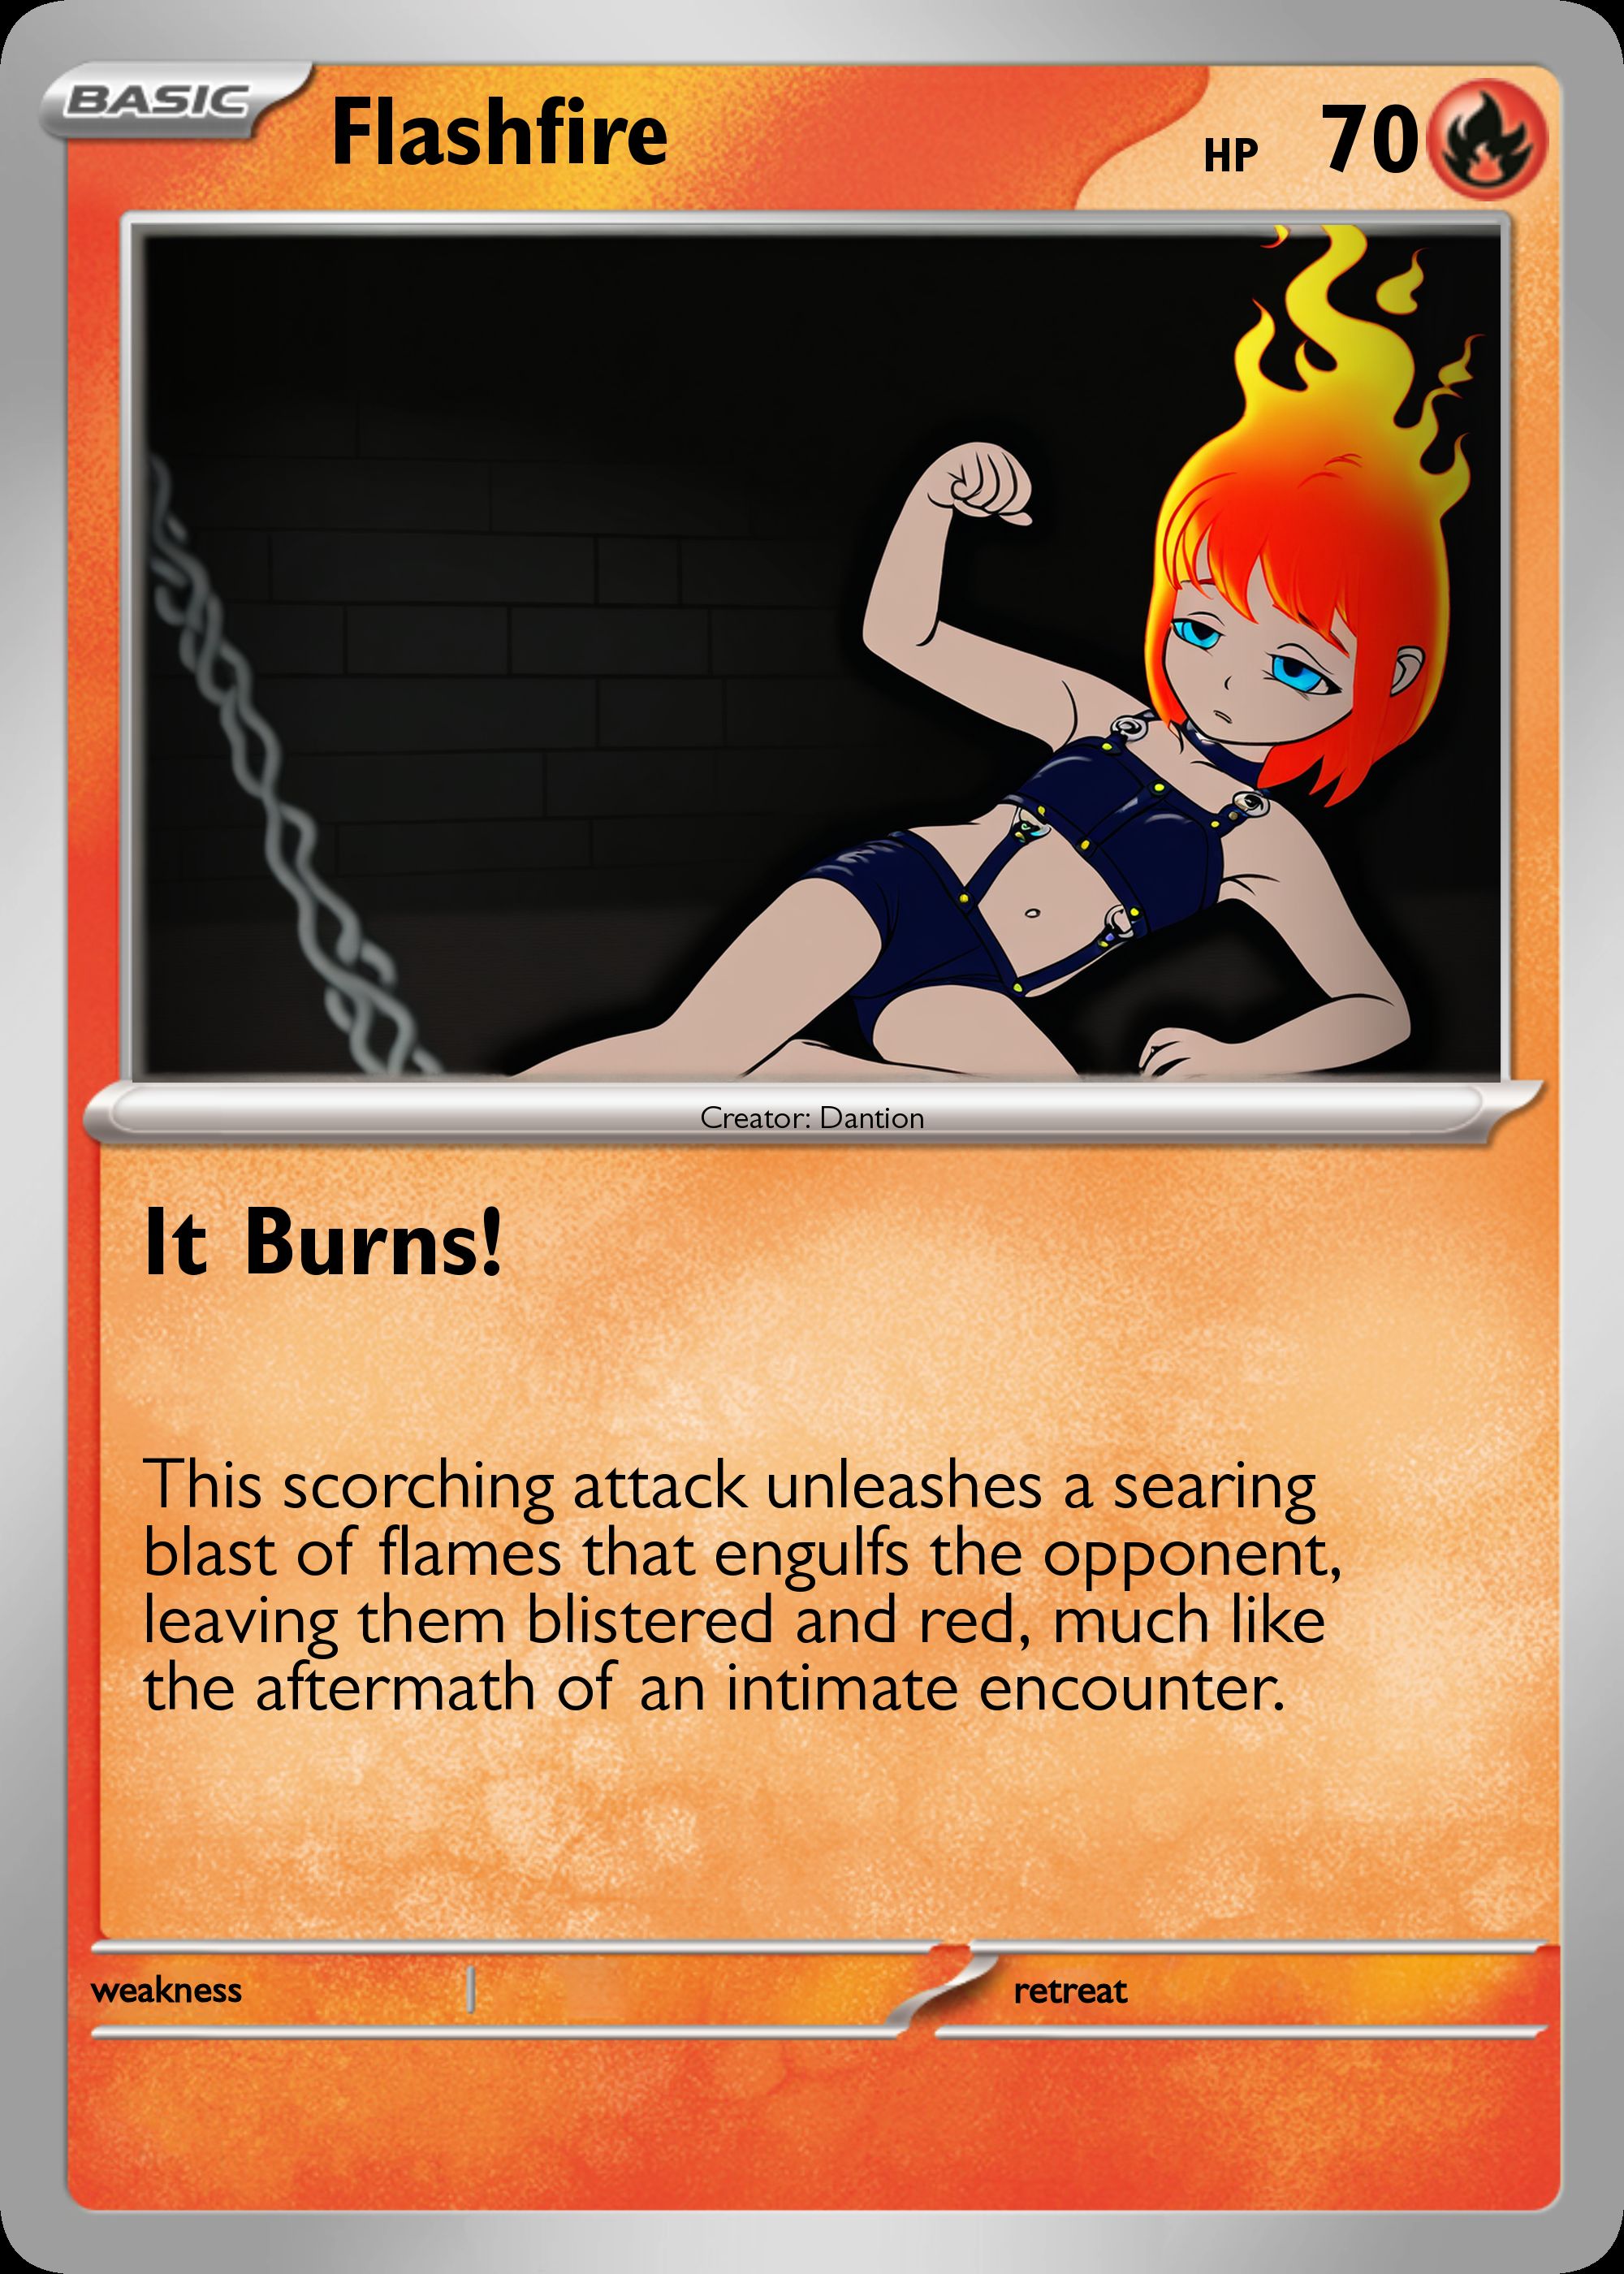 BASIC
Flashfire
HP 70
Creator: Dantion
It Burns!
This scorching attack unleashes a searing
blast of flames that engulfs the opponent,
leaving them blistered and red, much like
the aftermath of an intimate encounter.
weakness
retreat